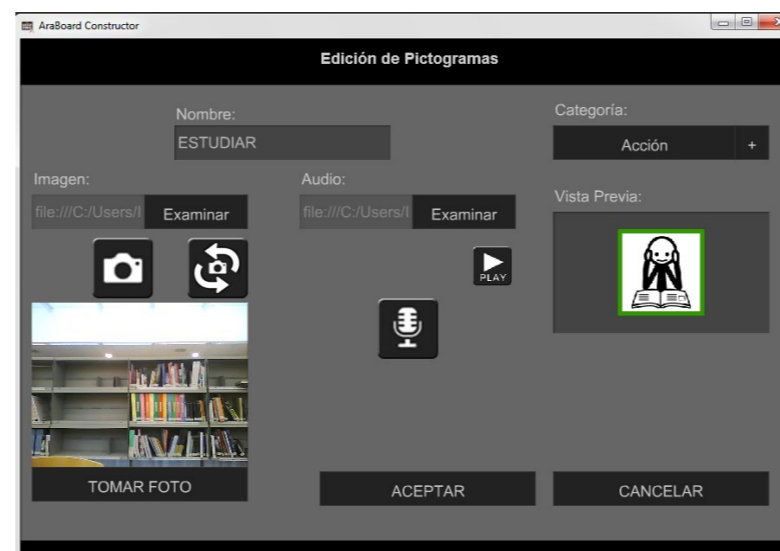 AraBoard Constructor
Edición de Pictogramas
Nombre:
ESTUDIAR
Categoría:
Acción +
Imagen:
file:///C:/Users/I Examinar
Audio:
file:///C:/Users/I Examinar
Vista Previa:
PLAY
TOMAR FOTO
ACEPTAR
CANCELAR